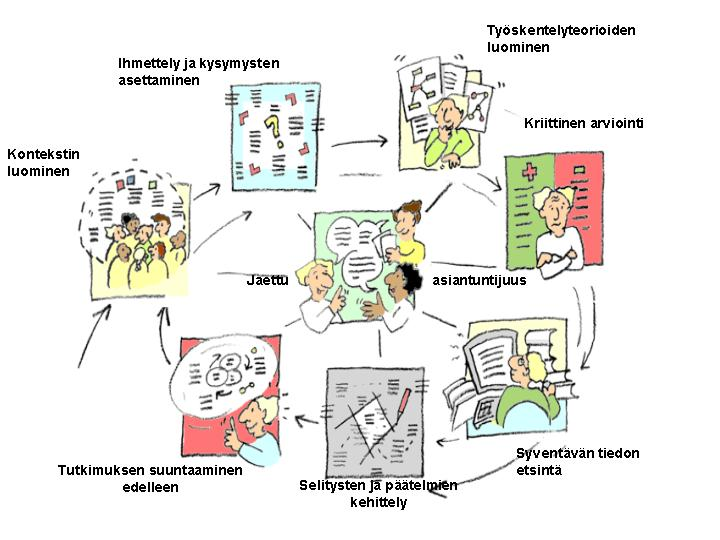 Työskentelyteorioiden
luominen
Ihmettely ja kysymysten
asettaminen
Kriittinen arviointi
Kontekstin
luominen
?
Jaettu
asiantuntijuus
Syventävän tiedon
etsintä
Tutkimuksen suuntaaminen
edelleen
Selitysten ja päätelmien
kehittely